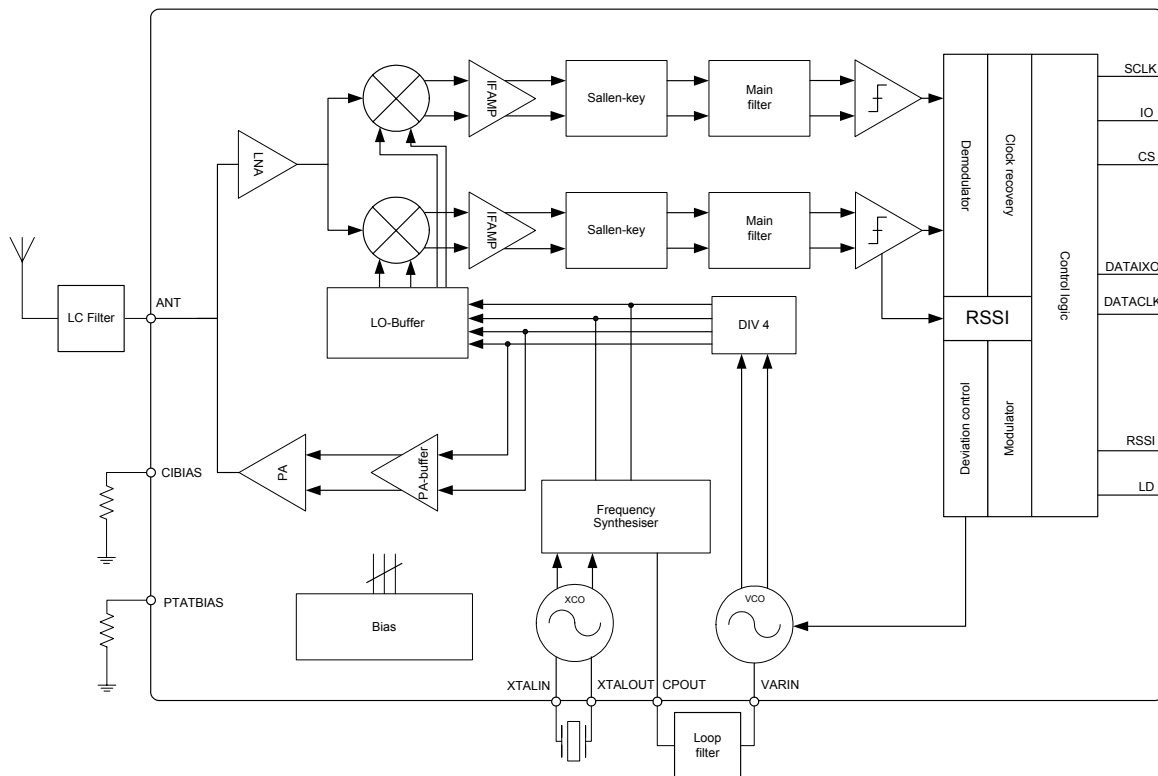 IFAMP
Sallen-key
Main
filter
SCLK
IO
CS
LNA
Demodulator
Clock recovery
IFAMP
Sallen-key
Main
filter
Control logic
DATAIXO
DATACLK
ANT
LC Filter
LO-Buffer
DIV 4
RSSI
PA
PA-buffer
Deviation control
Modulator
RSSI
LD
CIBIAS
Frequency
Synthesiser
PTATBIAS
Bias
XCO
VCO
XTALIN
XTALOUT
CPOUT
VARIN
Loop
filter